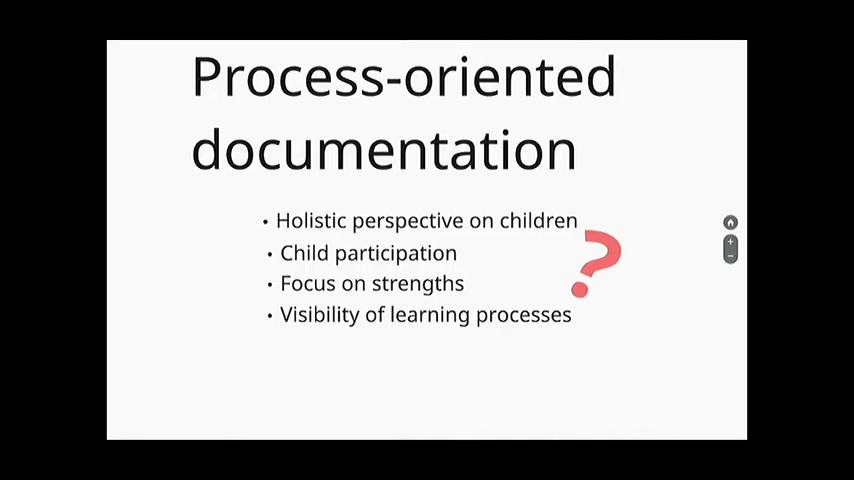 Process-oriented
documentation
• Holistic perspective on children
• Child participation
• Focus on strengths
• Visibility of learning processes
?